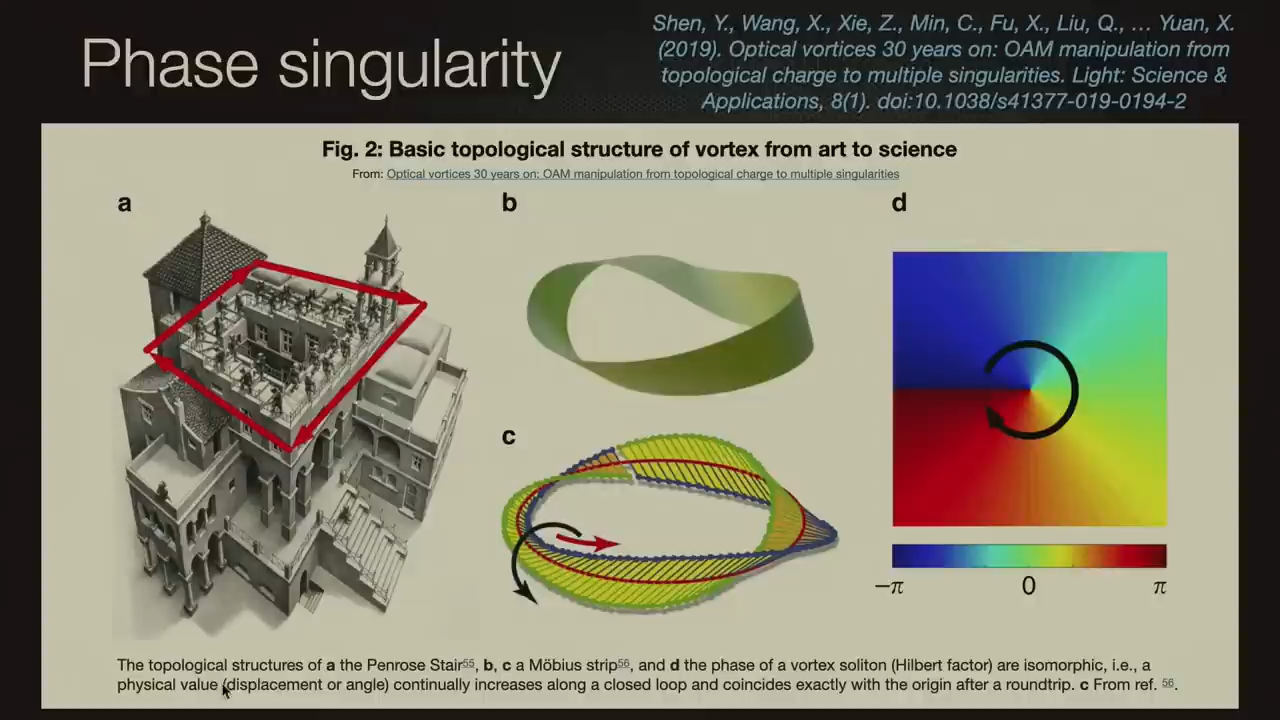 Phase singularity
Shen, Y., Wang, X., Xie, Z., Min, C., Fu, X., Liu, Q., … Yuan, X.
(2019). Optical vortices 30 years on: OAM manipulation from
topological charge to multiple singularities. Light: Science &
Applications, 8(1). doi:10.1038/s41377-019-0194-2
Fig. 2: Basic topological structure of vortex from art to science
From: Optical vortices 30 years on: OAM manipulation from topological charge to multiple singularities
a
b
c
d
−π 0 π
The topological structures of a the Penrose Stair55, b, c a Möbius strip56, and d the phase of a vortex soliton (Hilbert factor) are isomorphic, i.e., a
physical value (displacement or angle) continually increases along a closed loop and coincides exactly with the origin after a roundtrip. c From ref. 56.